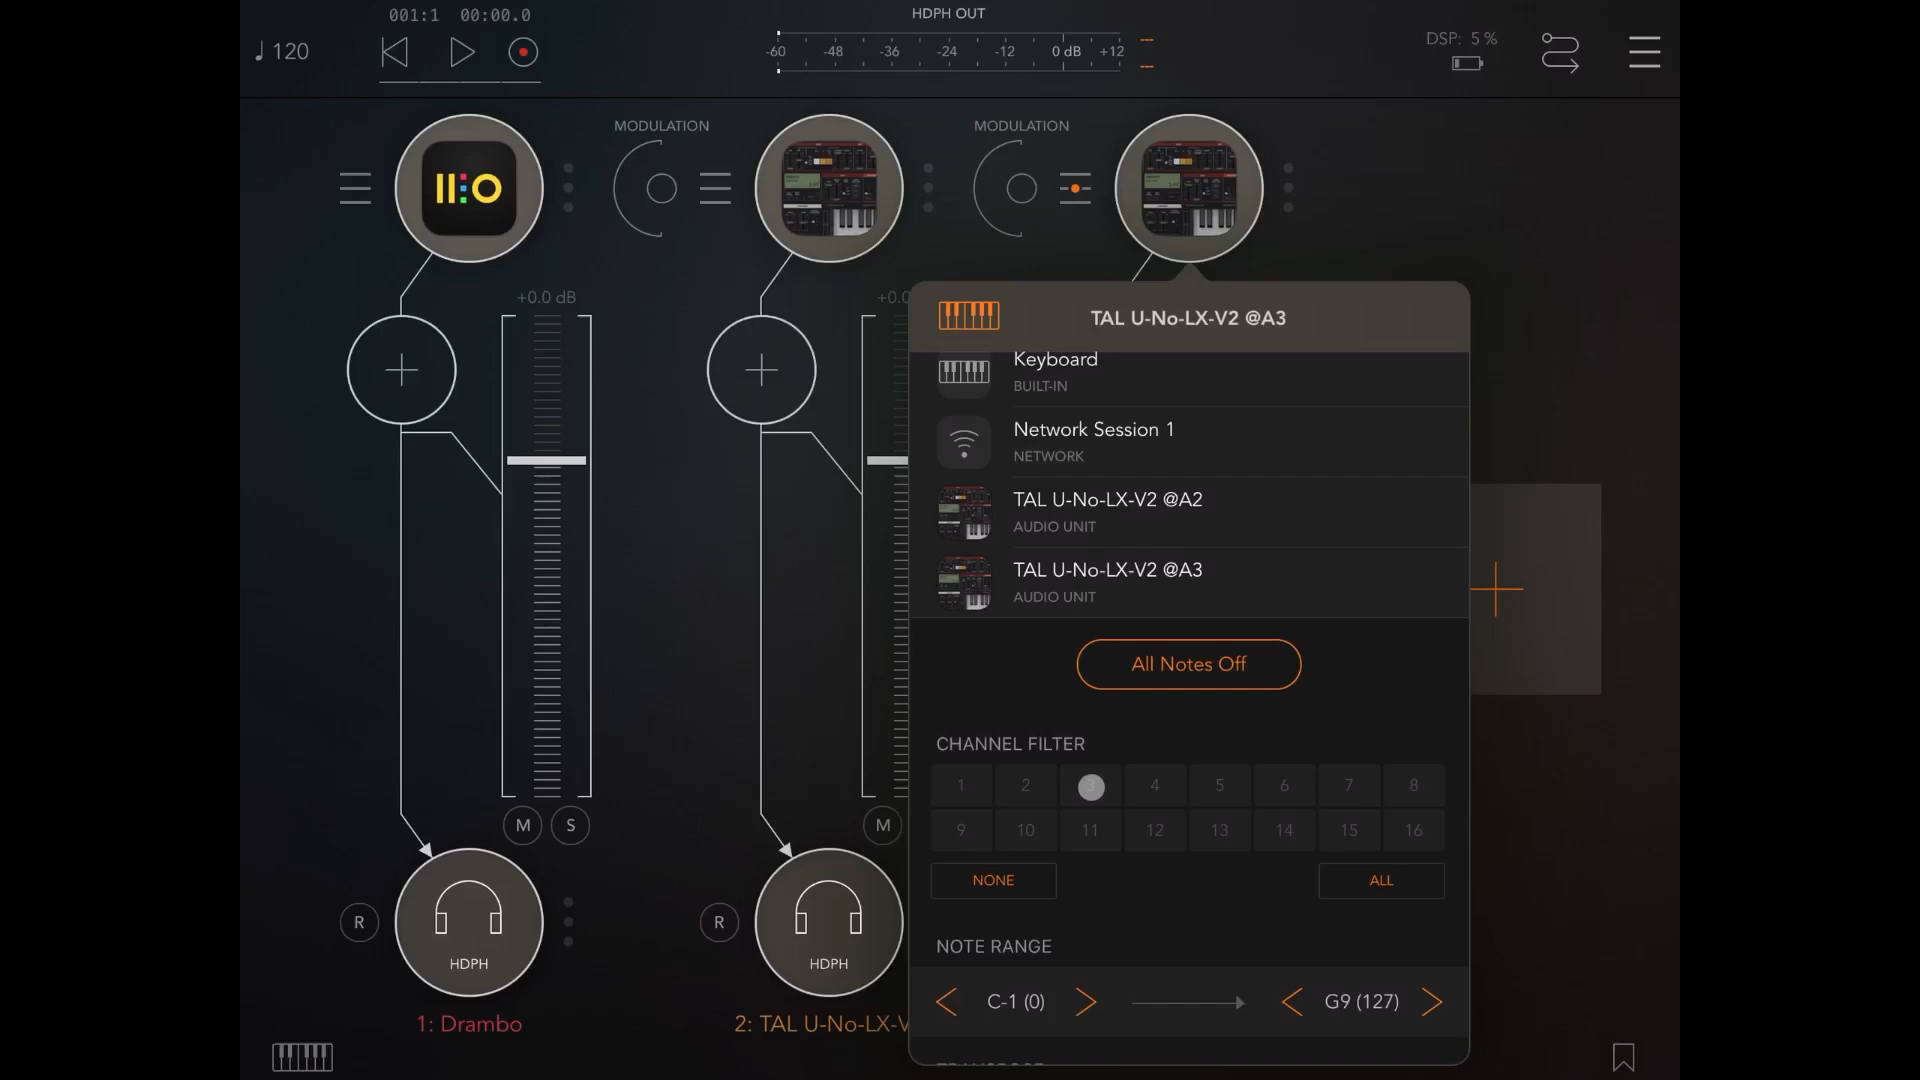 001:1 00:00.0
HDPH OUT
♩ 120
-60 -48 -36 -24 -12 0 dB +12
DSP: 5 %
MODULATION
MODULATION
+0.0 dB
+0.0
TAL U-No-LX-V2 @A3
Keyboard
BUILT-IN
Network Session 1
NETWORK
TAL U-No-LX-V2 @A2
AUDIO UNIT
TAL U-No-LX-V2 @A3
AUDIO UNIT
All Notes Off
CHANNEL FILTER
1 2 3 4 5 6 7 8
9 10 11 12 13 14 15 16
NONE ALL
NOTE RANGE
C-1 (0) G9 (127)
M S
M
R HDPH
R HDPH
1: Drambo
2: TAL U-No-LX-V